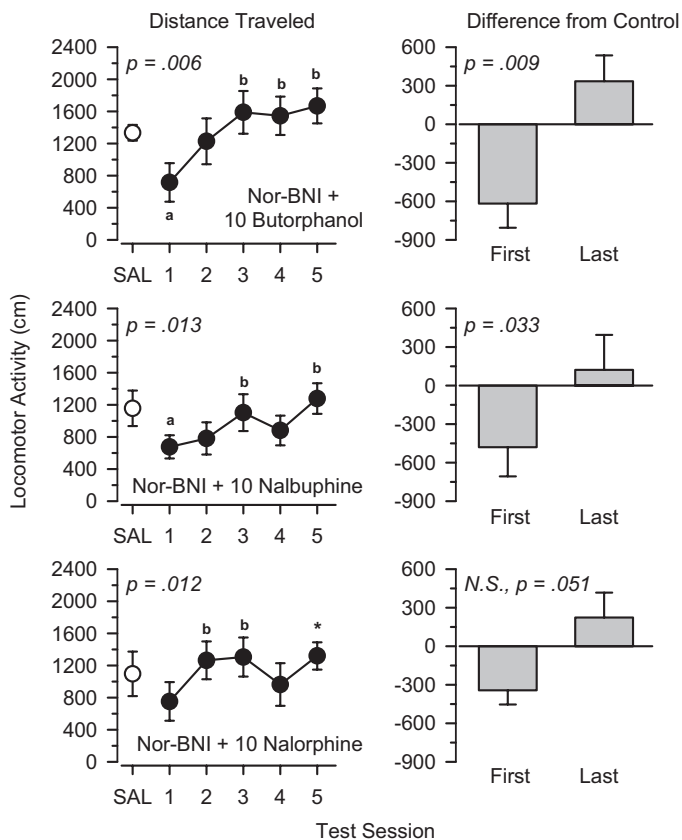 Distance Traveled
Difference from Control
2400
2000
1600
1200
800
400
0
p = .006
b
b
b
a
Nor-BNI +
10 Butorphanol
SAL 1 2 3 4 5
600
300
0
-300
-600
-900
p = .009
First Last
Locomotor Activity (cm)
2400
2000
1600
1200
800
400
0
p = .013
a
b
b
Nor-BNI + 10 Nalbuphine
SAL 1 2 3 4 5
600
300
0
-300
-600
-900
p = .033
First Last
2400
2000
1600
1200
800
400
0
p = .012
b
b
*
Nor-BNI + 10 Nalorphine
SAL 1 2 3 4 5
600
300
0
-300
-600
-900
N.S., p = .051
First Last
Test Session